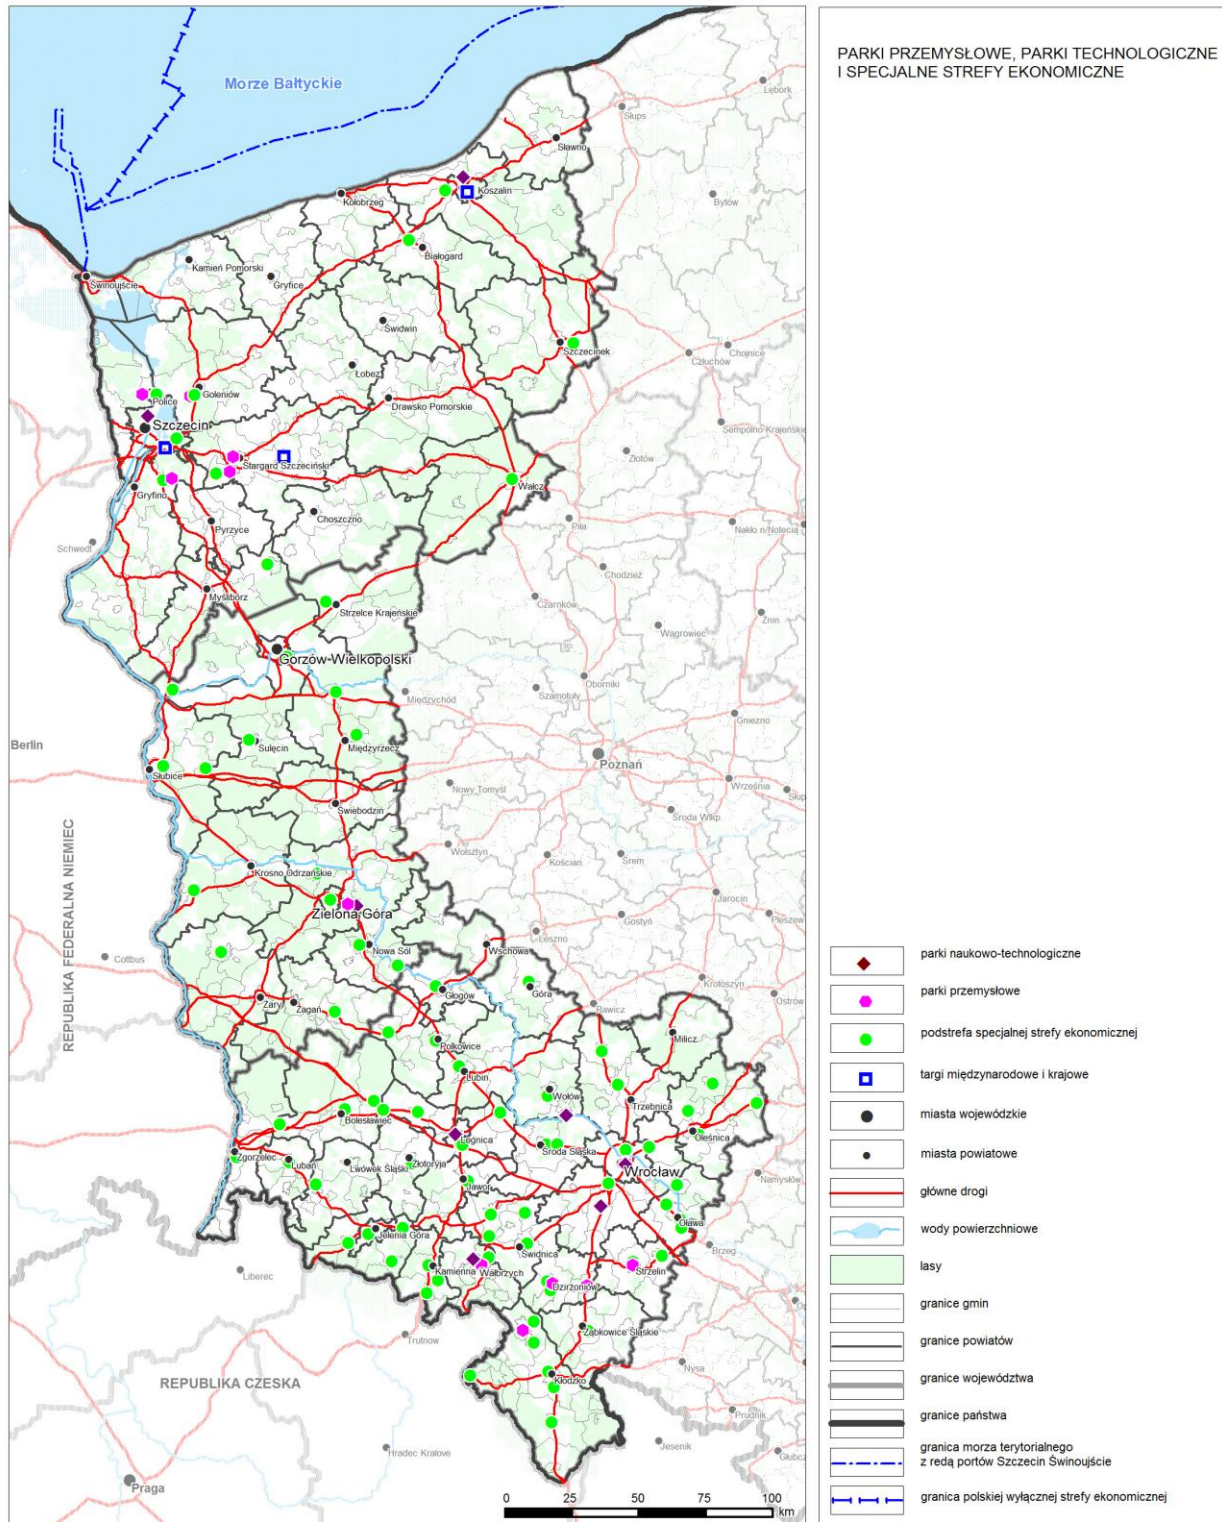 PARKI PRZEMYSŁOWE, PARKI TECHNOLOGICZNE
I SPECJALNE STREFY EKONOMICZNE
Morze Bałtyckie
Lębork
Słups
Sławno
Koszalin
Kołobrzeg
Bytów
Białogard
Kamień Pomorski
Gryfice
Świnoujście
Świdwin
Szczecinek
Chojnice
Człuchów
Łobez
Goleniów
Police
Drawsko Pomorskie
Szczecin
Sępolno Krajeńskie
Złotów
Stargard Szczeciński
Wałcz
Gryfino
Choszczno
Pyrzyce
Piła
Nakło n/Notecią
Schwedt
Chodzież
Myślibórz
Strzelce Krajeńskie
Czarnków
Żnin
Wągrowiec
Gorzów Wielkopolski
Oborniki
Międzychód
Szamotuły
Gniezno
Berlin
Sulęcin
Międzyrzecz
Poznań
Słubice
Nowy Tomyśl
Września
Słup
Świebodzin
Środa Wlkp.
REPUBLIKA FEDERALNA NIEMIEC
Wolsztyn
Kościan
Śrem
Krosno Odrzańskie
Jarocin
Zielona Góra
Gostyń
Pleszew
Leszno
Nowa Sól
Wschowa
Cottbus
Krotoszyn
Głogów
Góra
Żary
Żagań
Rawicz
Ostrów
Milicz
Polkowice
Lubin
Wołów
Trzebnica
Bolesławiec
Legnica
Oleśnica
Środa Śląska
Zgorzelec
Lubań
Lwówek Śląski
Złotoryja
Wrocław
Namysłów
Jawor
Oława
Jelenia Góra
Świdnica
Brzeg
Kamienna
Wałbrzych
Strzelin
Liberec
Dzirżoniów
Trutnov
Ząbkowice Śląskie
Nysa
REPUBLIKA CZESKA
Kłodzko
Prudnik
Hradec Kralove
Jesenik
Głubcz
Praga
0 25 50 75 100
km
parki naukowo-technologiczne
parki przemysłowe
podstrefa specjalnej strefy ekonomicznej
targi międzynarodowe i krajowe
miasta wojewódzkie
miasta powiatowe
główne drogi
wody powierzchniowe
lasy
granice gmin
granice powiatów
granice województwa
granice państwa
granica morza terytorialnego
z redą portów Szczecin Świnoujście
granica polskiej wyłącznej strefy ekonomicznej